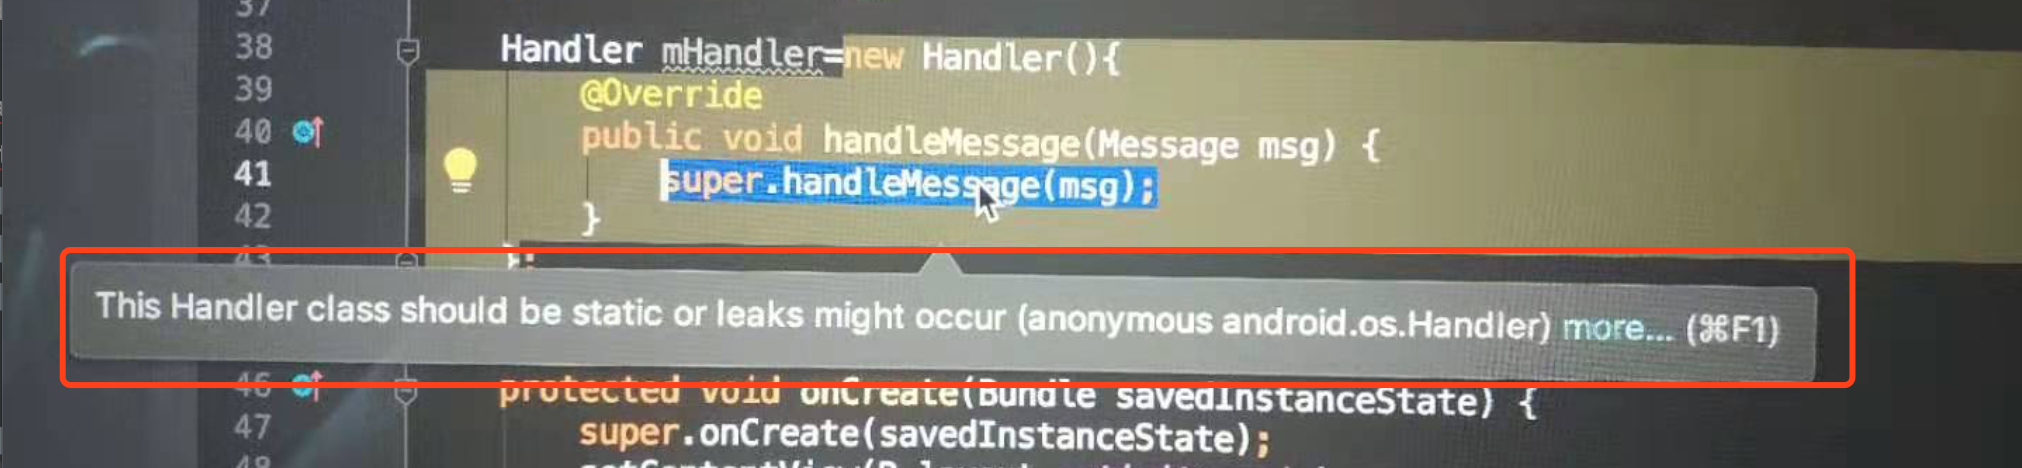 37
38 Handler mHandler=new Handler(){
39 @Override
40 public void handleMessage(Message msg) {
41 super.handleMessage(msg);
42 }
43 };
This Handler class should be static or leaks might occur (anonymous android.os.Handler) more... (⌘F1)
46 protected void onCreate(Bundle savedInstanceState) {
47 super.onCreate(savedInstanceState);
48